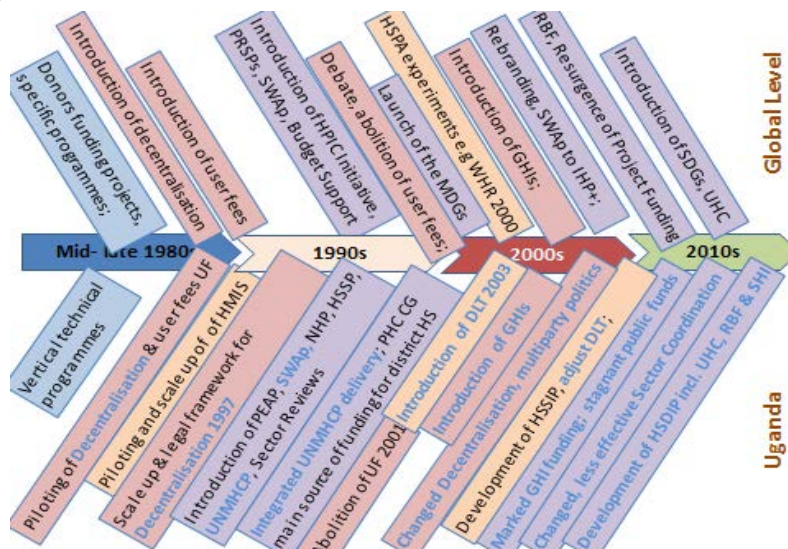 Donors funding projects,
specific programmes;
Introduction of decentralisation
Introduction of user fees
Introduction of HPIC Initiative,
PRSPs, SWAp, Budget Support
Debate, abolition of user fees;
Launch of the MDGs
HSPA experiments e.g WHR 2000
Introduction of GHIs;
Rebranding, SWAp to IHP+;
RBF, Resurgence of Project Funding
Introduction of SDGs, UHC
Global Level
Mid- late 1980s
1990s
2000s
2010s
Vertical technical
programmes
Piloting of Decentralisation & user fees UF
Piloting and scale up of of HMIS
Scale up & legal framework for
Decentralisation 1997
Introduction of PEAP, SWAp, NHP, HSSP,
UNMHCP, Sector Reviews
Integrated UNMHCP delivery; PHC CG
main source of funding for district HS
Abolition of UF 2001
Introduction of DLT 2003
Introduction of GHIs
Changed Decentralisation, multiparty politics
Development of HSSIP, adjust DLT;
Marked GHI funding; stagnant public funds
Changed, less effective Sector Coordination
Development of HSDIP incl. UHC, RBF & SHI
Uganda